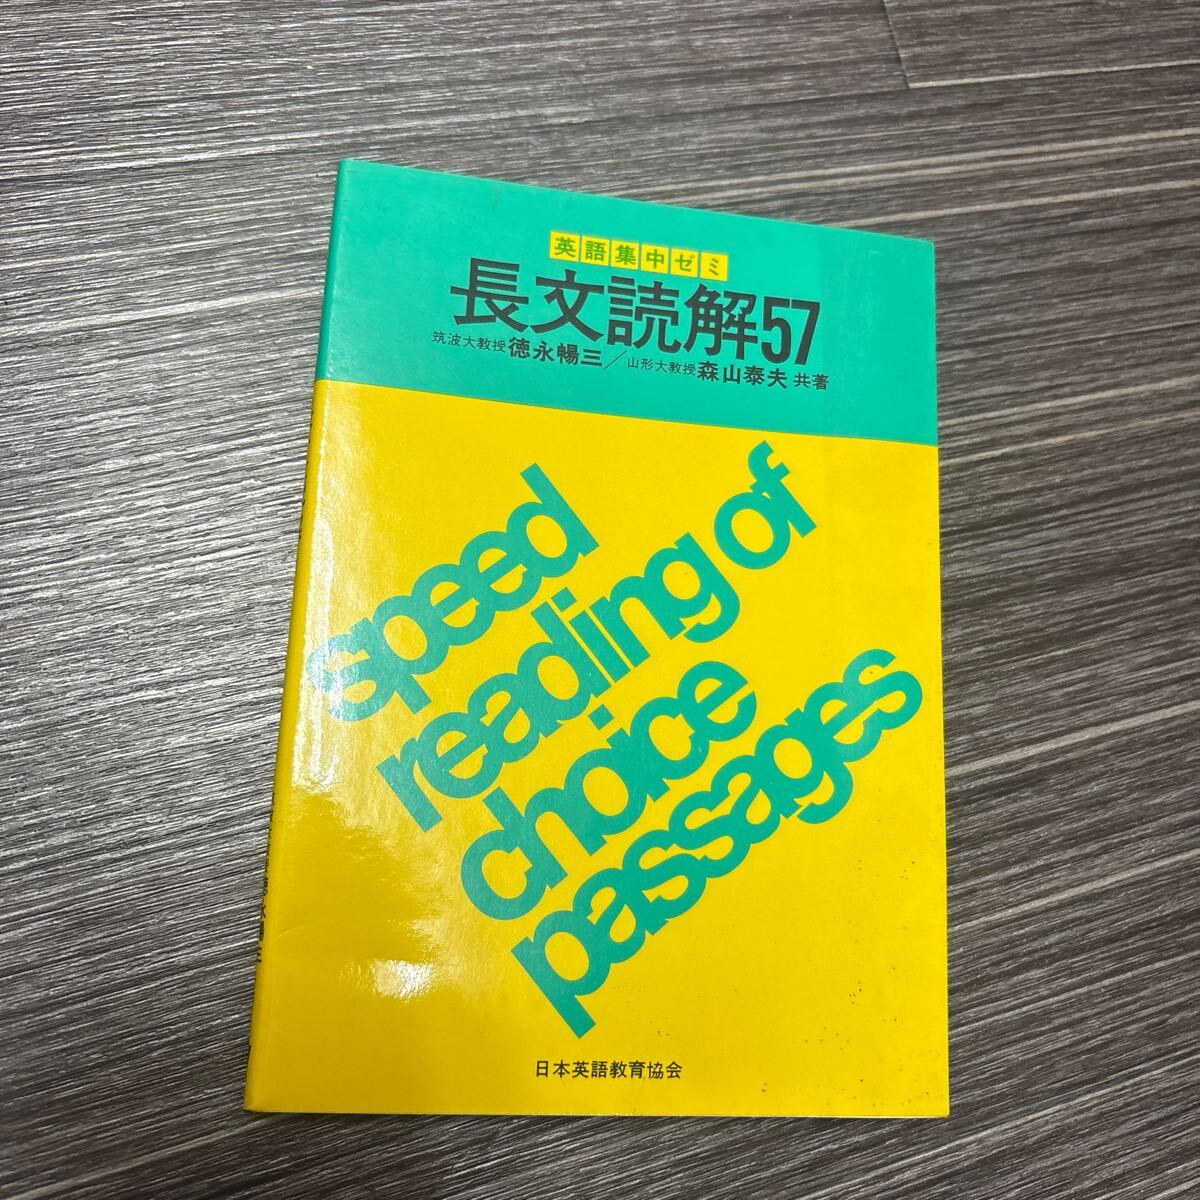 英語集中ゼミ
長文読解57
筑波大教授 徳永暢三／山形大教授 森山泰夫 共著
speed
reading of
choice
passages
日本英語教育協会